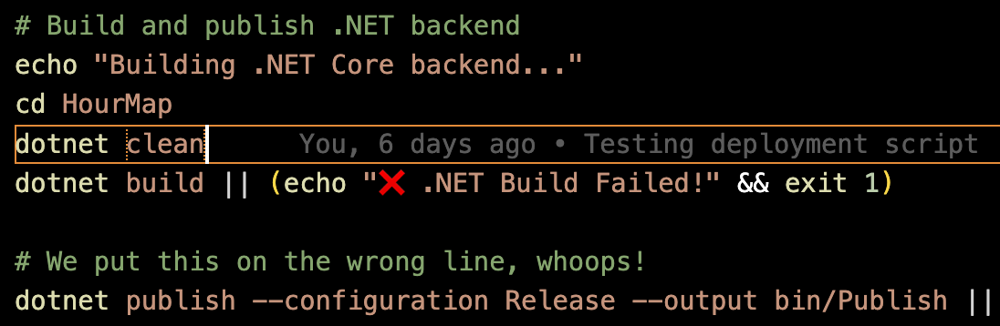 # Build and publish .NET backend
echo "Building .NET Core backend..."
cd HourMap
dotnet clean You, 6 days ago • Testing deployment script
dotnet build || (echo "❌ .NET Build Failed!" && exit 1)
# We put this on the wrong line, whoops!
dotnet publish --configuration Release --output bin/Publish ||